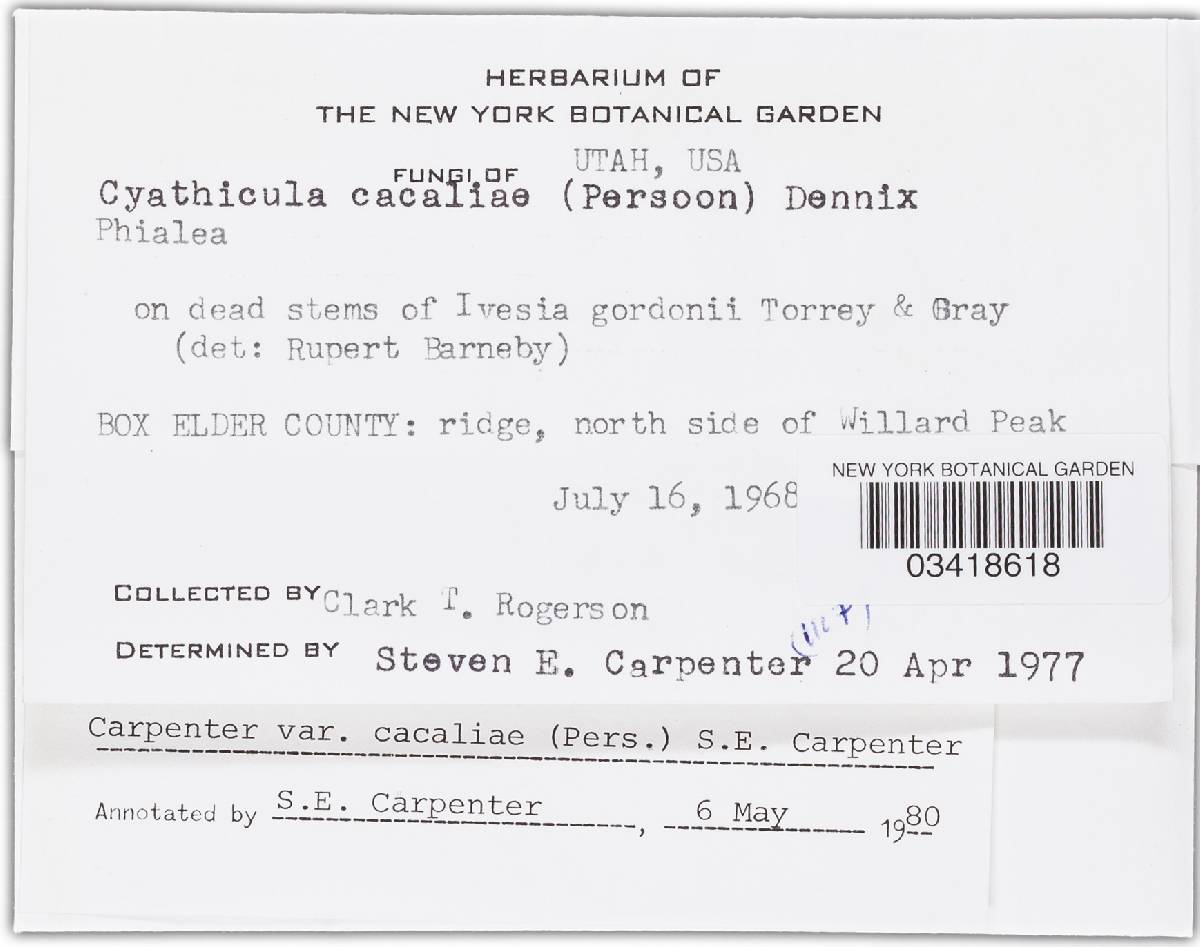 HERBARIUM OF
THE NEW YORK BOTANICAL GARDEN
FUNGI OF UTAH, USA
Cyathicula cacaliae (Persoon) Dennix
Phialea
on dead stems of Ivesia gordonii Torrey & Gray
(det: Rupert Barneby)
BOX ELDER COUNTY: ridge, north side of Willard Peak
NEW YORK BOTANICAL GARDEN
July 16, 1968
03418618
COLLECTED BY Clark T. Rogerson
DETERMINED BY Steven E. Carpenter 20 Apr 1977
Carpenter var. cacaliae (Pers.) S.E. Carpenter
Annotated by S.E. Carpenter, 6 May 1980